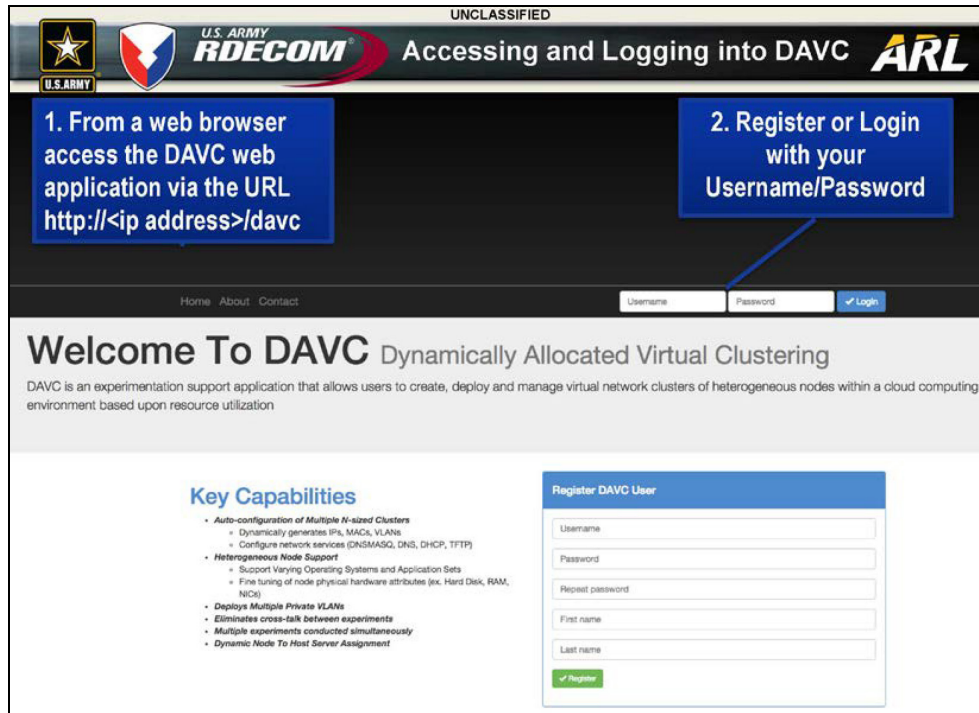 UNCLASSIFIED
U.S. ARMY
U.S. ARMY
RDECOM®
Accessing and Logging into DAVC
ARL
1. From a web browser
access the DAVC web
application via the URL
http://<ip address>/davc
2. Register or Login
with your
Username/Password
Home About Contact
Username
Password
✔ Login
Welcome To DAVC Dynamically Allocated Virtual Clustering
DAVC is an experimentation support application that allows users to create, deploy and manage virtual network clusters of heterogeneous nodes within a cloud computing
environment based upon resource utilization
Key Capabilities
• Auto-configuration of Multiple N-sized Clusters
◦ Dynamically generates IPs, MACs, VLANs
◦ Configure network services (DNSMASQ, DNS, DHCP, TFTP)
• Heterogeneous Node Support
◦ Support Varying Operating Systems and Application Sets
◦ Fine tuning of node physical hardware attributes (ex. Hard Disk, RAM,
NICs)
• Deploys Multiple Private VLANs
• Eliminates cross-talk between experiments
• Multiple experiments conducted simultaneously
• Dynamic Node To Host Server Assignment
Register DAVC User
Username
Password
Repeat password
First name
Last name
✔ Register